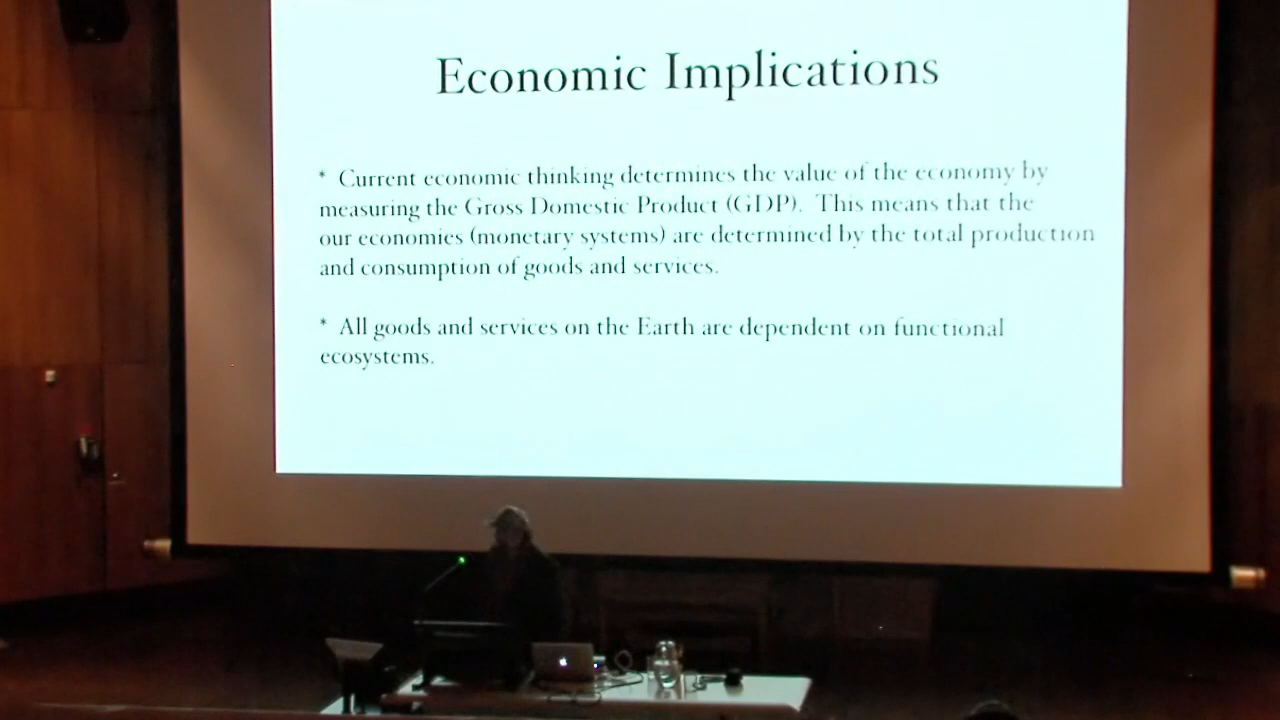 Economic Implications
* Current economic thinking determines the value of the economy by
measuring the Gross Domestic Product (GDP). This means that the
our economies (monetary systems) are determined by the total production
and consumption of goods and services.
* All goods and services on the Earth are dependent on functional
ecosystems.